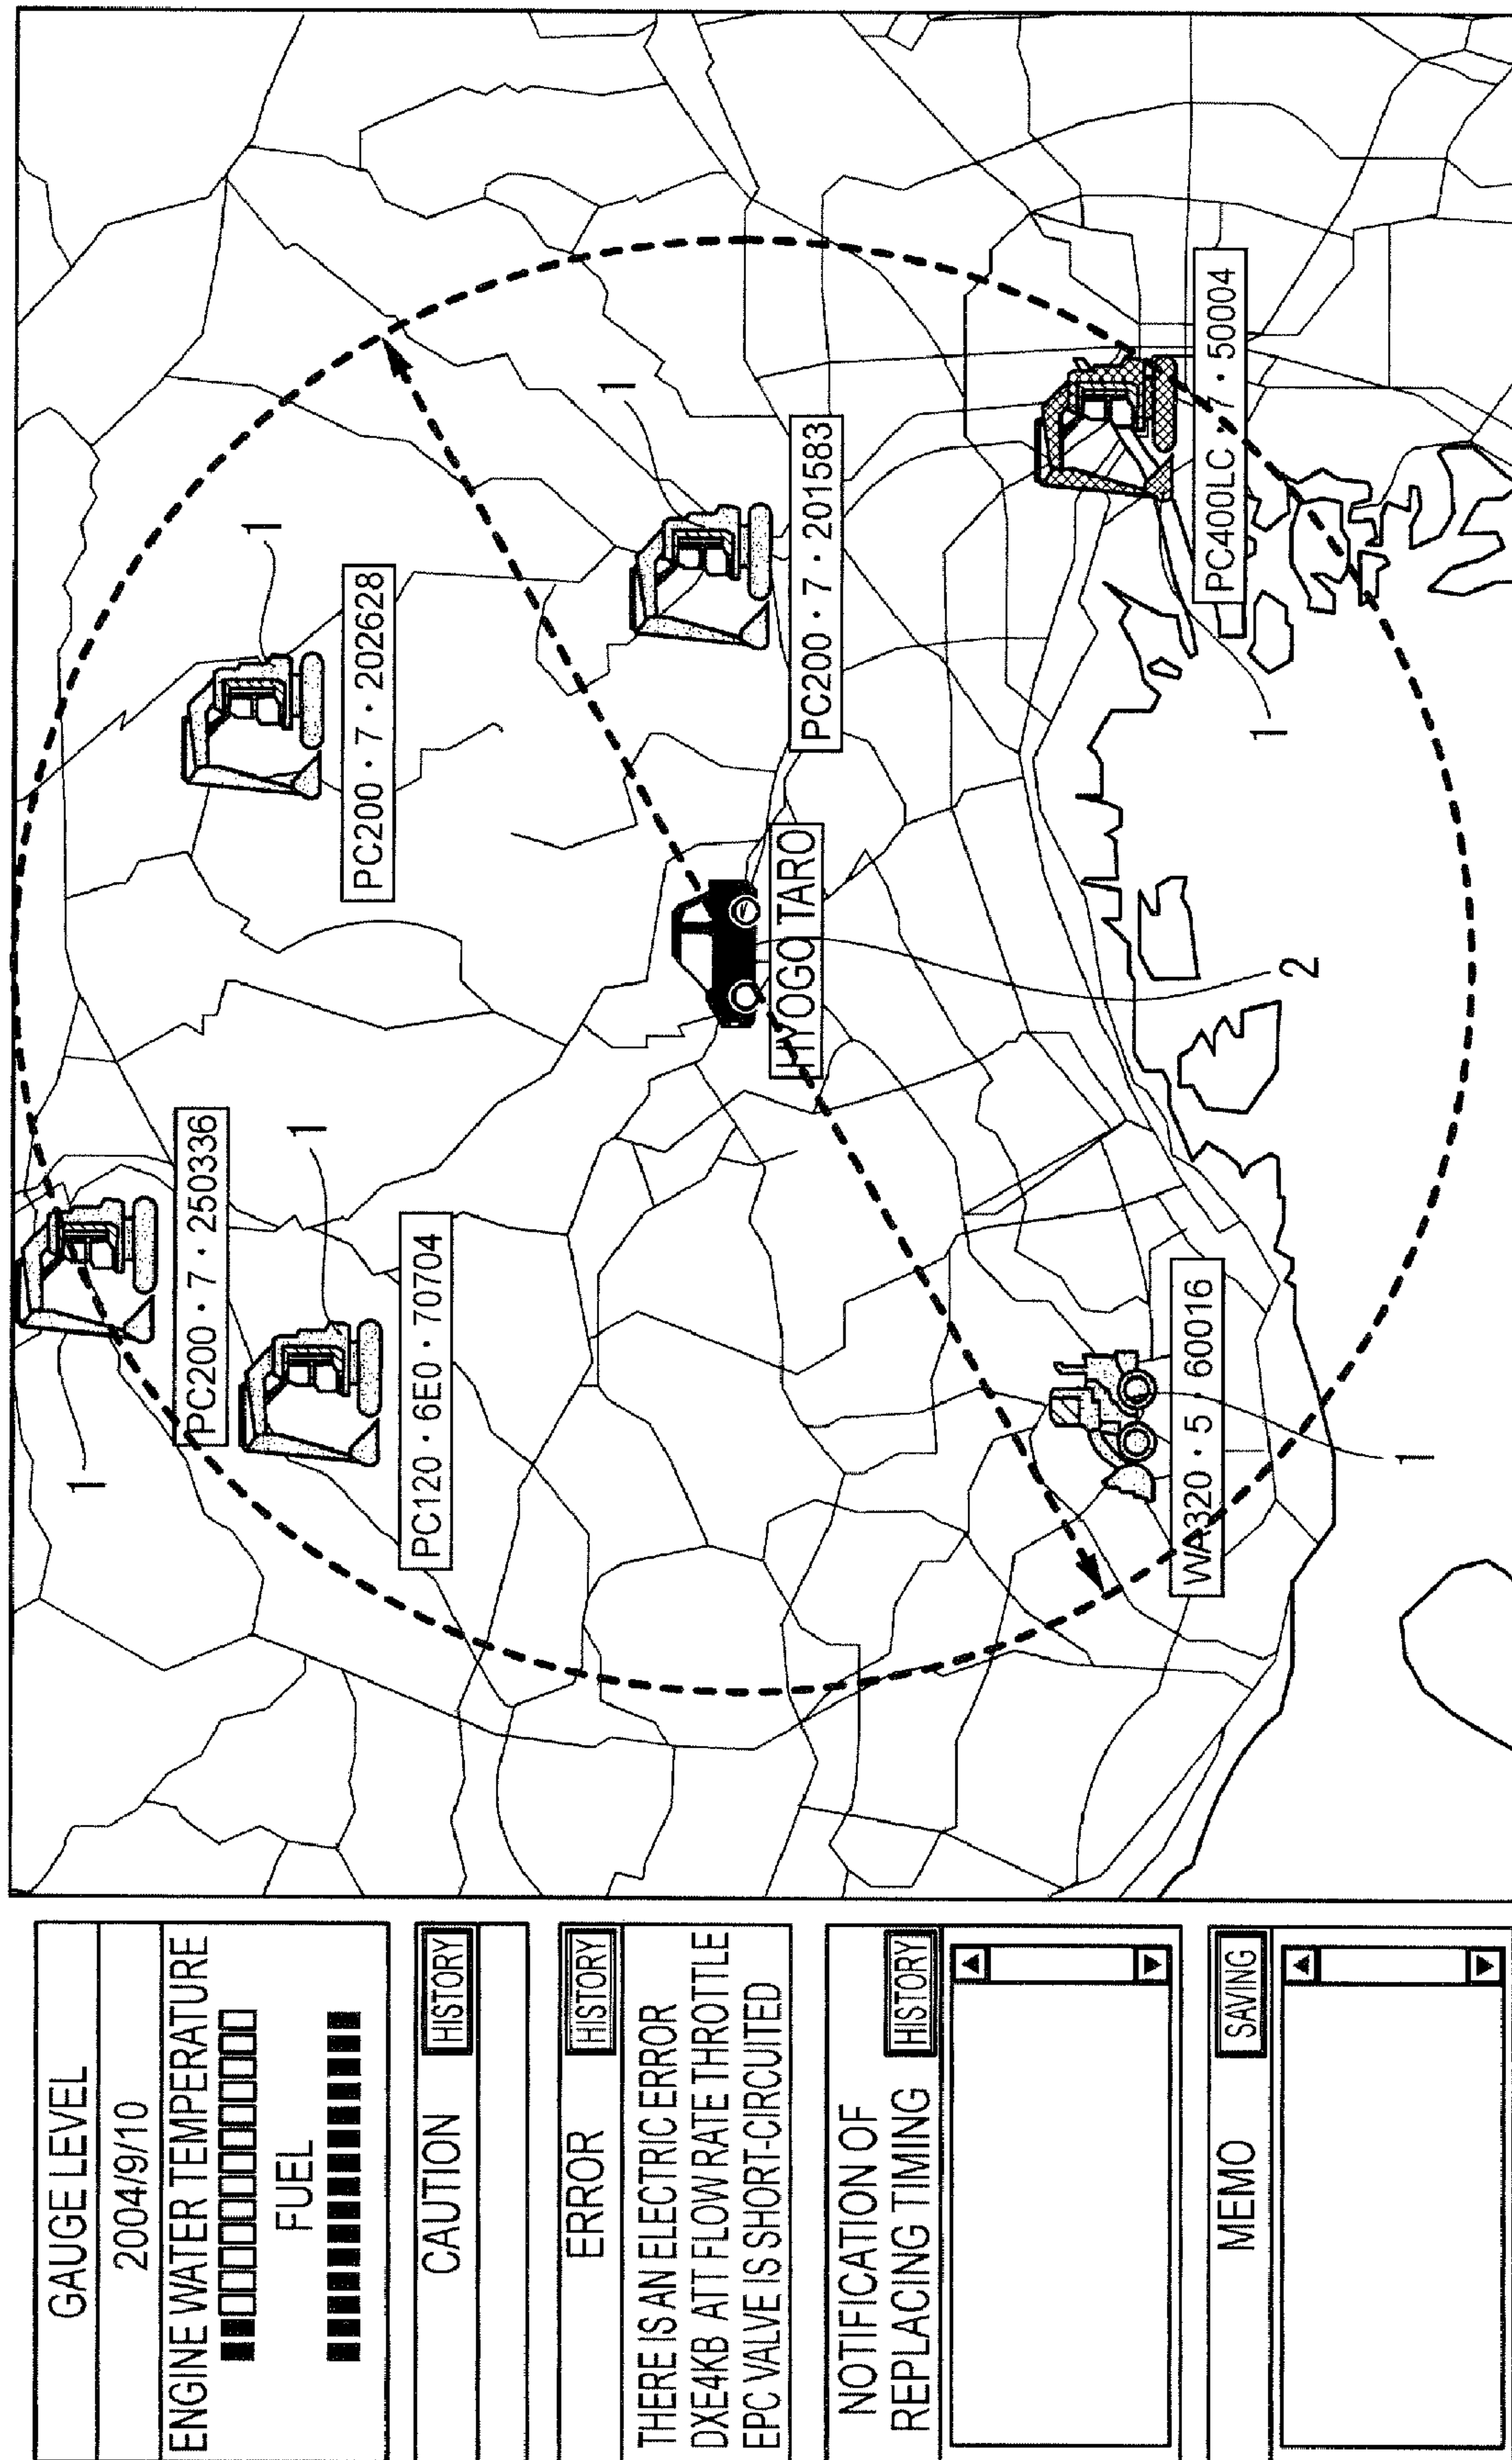 GAUGE LEVEL
2004/9/10
ENGINE WATER TEMPERATURE
FUEL
CAUTION
HISTORY
ERROR
HISTORY
THERE IS AN ELECTRIC ERROR
DXE4KB ATT FLOW RATE THROTTLE
EPC VALVE IS SHORT-CIRCUITED
NOTIFICATION OF
REPLACING TIMING
HISTORY
MEMO
SAVING
1
PC200・7・250336
1
PC120・6E0・70704
1
PC200・7・202628
1
PC200・7・201583
HYOGO TARO
2
1
PC400LC・7・50004
1
WA320・5・60016